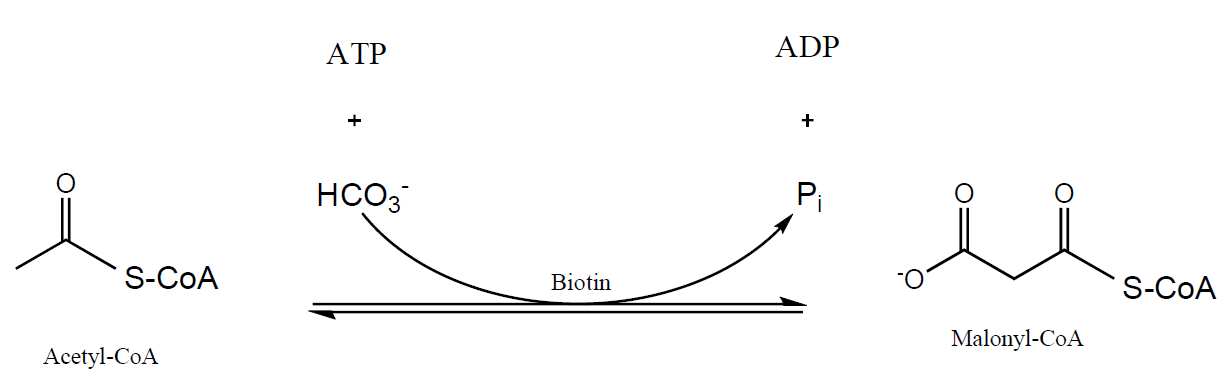 ATP
ADP
+
+
HCO₃⁻
Pᵢ
O
S-CoA
Biotin
O
O
⁻O
S-CoA
Acetyl-CoA
Malonyl-CoA